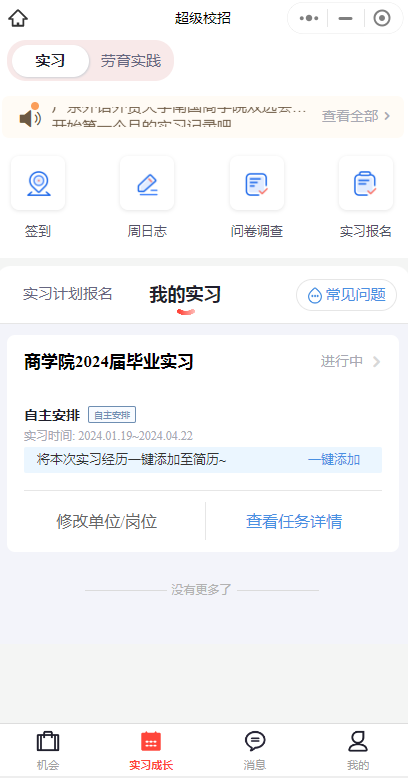 超级校招
实习 劳育实践
广东外语外贸大学南国商学院双选会…
开始第一个月的实习记录吧
查看全部
签到 周日志 问卷调查 实习报名
实习计划报名 我的实习 常见问题
商学院2024届毕业实习 进行中
自主安排 自主安排
实习时间: 2024.01.19~2024.04.22
将本次实习经历一键添加至简历~ 一键添加
修改单位/岗位 查看任务详情
没有更多了
机会 实习成长 消息 我的